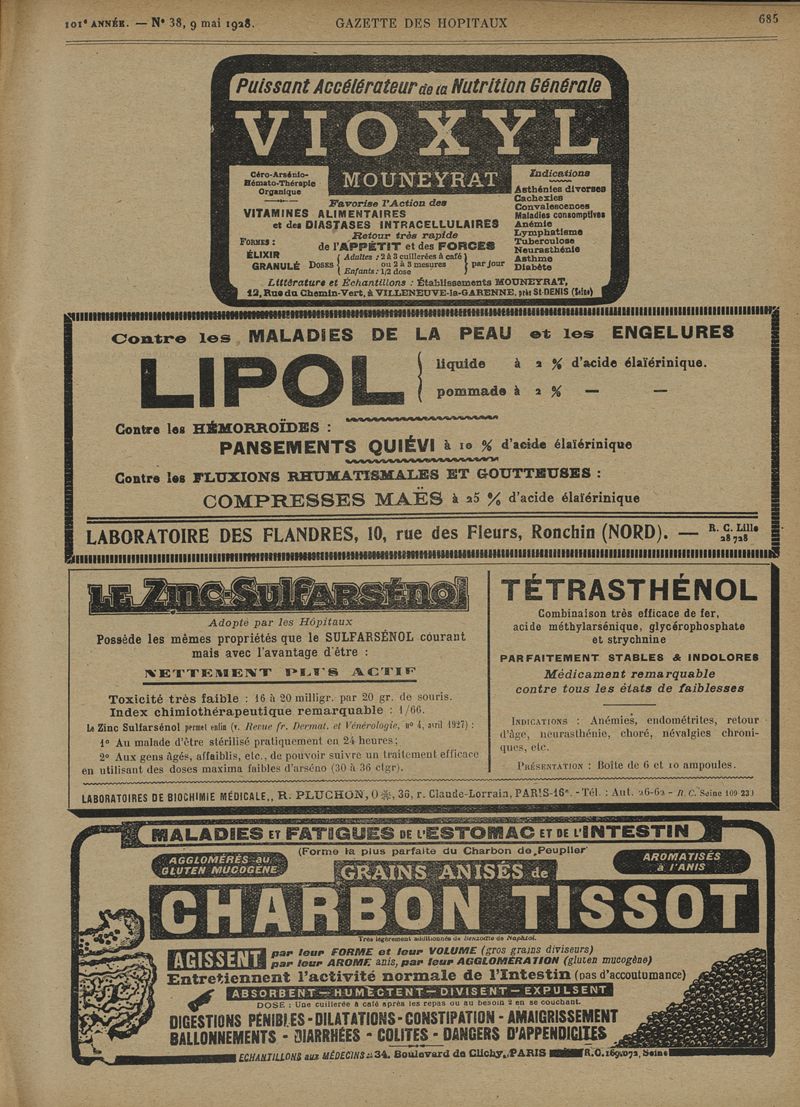 101e ANNÉE. — N° 38, 9 mai 1928.
GAZETTE DES HOPITAUX
685
Puissant Accélérateur de la Nutrition Générale
VIOXYL
MOUNEYRAT
Céro-Arsénio-
Hémato-Thérapie
Organique
Favorise l'Action des
VITAMINES ALIMENTAIRES
et des DIASTASES INTRACELLULAIRES
Retour très rapide
de l'APPÉTIT et des FORCES
FORMES :
ÉLIXIR
GRANULÉ
DOSES
Adultes : 2 à 3 cuillerées à café
ou 2 à 3 mesures
Enfants : 1/2 dose
par jour
Indications
Asthénies diverses
Cachexies
Convalescences
Maladies consomptives
Anémie
Lymphatisme
Tuberculose
Neurasthénie
Asthme
Diabète
Littérature et Échantillons : Établissements MOUNEYRAT,
12, Rue du Chemin-Vert, à VILLENEUVE-la-GARENNE, près St-DENIS (Seine)
Contre les MALADIES DE LA PEAU et les ENGELURES
LIPOL
liquide à 2 % d'acide élaïérinique.
pommade à 2 % — —
Contre les HÉMORROÏDES :
PANSEMENTS QUIÉVI à 10 % d'acide élaïérinique
Contre les FLUXIONS RHUMATISMALES ET GOUTTEUSES :
COMPRESSES MAËS à 25 % d'acide élaïérinique
LABORATOIRE DES FLANDRES, 10, rue des Fleurs, Ronchin (NORD). — R. C. Lille
28 728
LE ZINC-SULFARSÉNOL
Adopté par les Hôpitaux
Possède les mêmes propriétés que le SULFARSÉNOL courant
mais avec l'avantage d'être :
NETTEMENT PLUS ACTIF
Toxicité très faible : 16 à 20 milligr. par 20 gr. de souris.
Index chimiothérapeutique remarquable : 1/66.
Le Zinc Sulfarsénol permet enfin (v. Revue fr. Dermat. et Vénérologie, n° 4, avril 1927) :
1° Au malade d'être stérilisé pratiquement en 24 heures;
2° Aux gens âgés, affaiblis, etc., de pouvoir suivre un traitement efficace
en utilisant des doses maxima faibles d'arséno (30 à 36 ctgr).
TÉTRASTHÉNOL
Combinaison très efficace de fer,
acide méthylarsénique, glycérophosphate
et strychnine
PARFAITEMENT STABLES & INDOLORES
Médicament remarquable
contre tous les états de faiblesses
INDICATIONS : Anémies, endométrites, retour
d'âge, neurasthénie, choré, névalgies chroni-
ques, etc.
PRÉSENTATION : Boîte de 6 et 10 ampoules.
LABORATOIRES DE BIOCHIMIE MÉDICALE,, R. PLUCHON, O ✻, 36, r. Claude-Lorrain, PARIS-16e. - Tél. : Aut. 26-62 - R. C. Seine 109 233
MALADIES ET FATIGUES DE L'ESTOMAC ET DE L'INTESTIN
(Forme la plus parfaite du Charbon de Peuplier
AGGLOMÉRÉS au
GLUTEN MUCOGÈNE
GRAINS ANISÉS de
AROMATISÉS
à l'ANIS
CHARBON TISSOT
Très légèrement additionnés de Benzoate de Naphtol.
AGISSENT
par leur FORME et leur VOLUME (gros grains diviseurs)
par leur AROME anis, par leur AGGLOMÉRATION (gluten mucogène)
Entretiennent l'activité normale de l'Intestin (pas d'accoutumance)
ABSORBENT — HUMECTENT — DIVISENT — EXPULSENT
DOSE : Une cuillerée à café après les repas ou au besoin 2 en se couchant.
DIGESTIONS PÉNIBLES - DILATATIONS - CONSTIPATION - AMAIGRISSEMENT
BALLONNEMENTS - DIARRHÉES - COLITES - DANGERS D'APPENDICITES
ÉCHANTILLONS aux MÉDECINS : 34, Boulevard de Clichy, PARIS R.C. 169.072, Seine